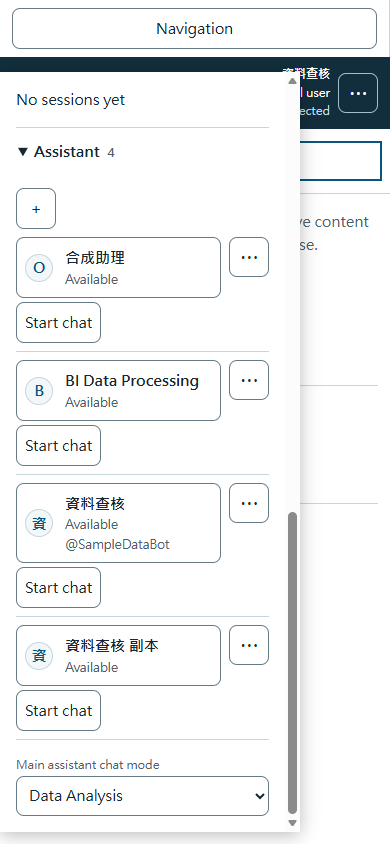 Navigation
資料查核
l user
ected
...
No sessions yet
▼ Assistant 4
+
ve content
se.
O 合成助理
Available
...
Start chat
B BI Data Processing
Available
...
Start chat
資 資料查核
Available
@SampleDataBot
...
Start chat
資 資料查核 副本
Available
...
Start chat
Main assistant chat mode
Data Analysis